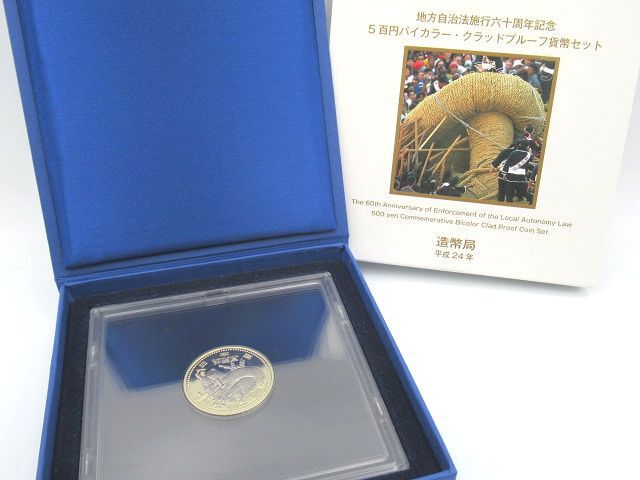 地方自治法施行六十周年記念
5百円バイカラー・クラッドプルーフ貨幣セット
The 60th Anniversary of Enforcement of the Local Autonomy Law
500 yen Commemorative Bicolor Clad Proof Coin Set
造幣局
平成24年